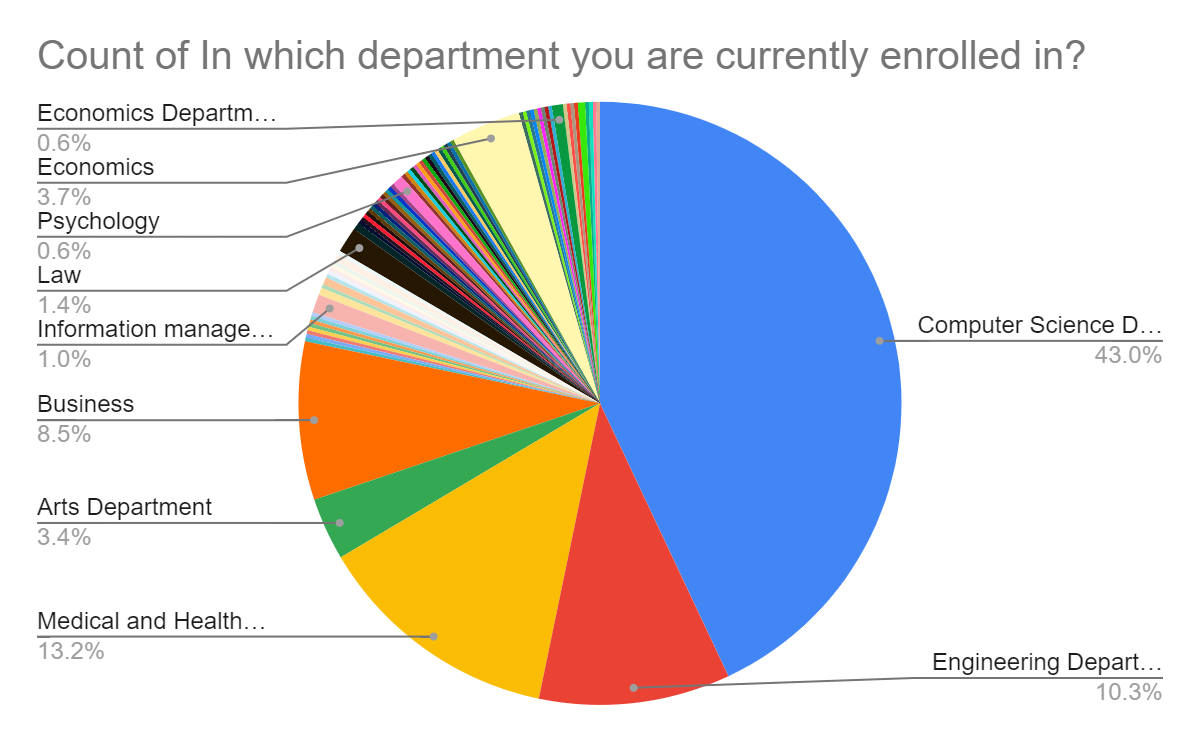 Count of In which department you are currently enrolled in?
Economics Departm…
0.6%
Economics
3.7%
Psychology
0.6%
Law
1.4%
Information manage…
1.0%
Business
8.5%
Arts Department
3.4%
Medical and Health…
13.2%
Computer Science D…
43.0%
Engineering Depart…
10.3%